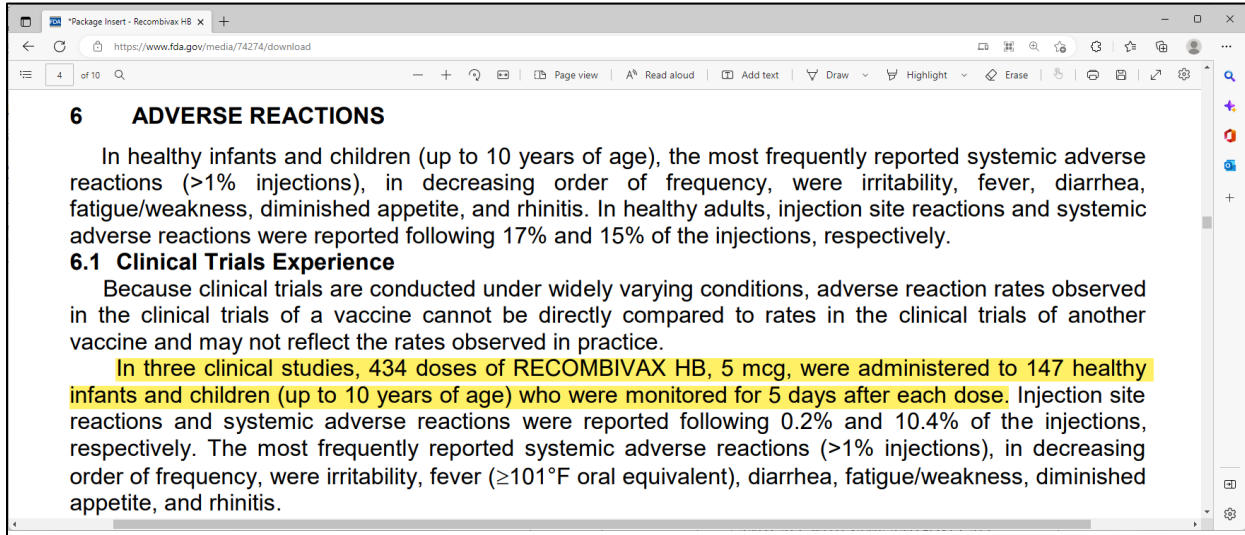 *Package Insert - Recombivax HB
https://www.fda.gov/media/74274/download
4 of 10 Page view Read aloud Add text Draw Highlight Erase
6 ADVERSE REACTIONS
In healthy infants and children (up to 10 years of age), the most frequently reported systemic adverse
reactions (>1% injections), in decreasing order of frequency, were irritability, fever, diarrhea,
fatigue/weakness, diminished appetite, and rhinitis. In healthy adults, injection site reactions and systemic
adverse reactions were reported following 17% and 15% of the injections, respectively.
6.1 Clinical Trials Experience
Because clinical trials are conducted under widely varying conditions, adverse reaction rates observed
in the clinical trials of a vaccine cannot be directly compared to rates in the clinical trials of another
vaccine and may not reflect the rates observed in practice.
In three clinical studies, 434 doses of RECOMBIVAX HB, 5 mcg, were administered to 147 healthy
infants and children (up to 10 years of age) who were monitored for 5 days after each dose. Injection site
reactions and systemic adverse reactions were reported following 0.2% and 10.4% of the injections,
respectively. The most frequently reported systemic adverse reactions (>1% injections), in decreasing
order of frequency, were irritability, fever (≥101°F oral equivalent), diarrhea, fatigue/weakness, diminished
appetite, and rhinitis.